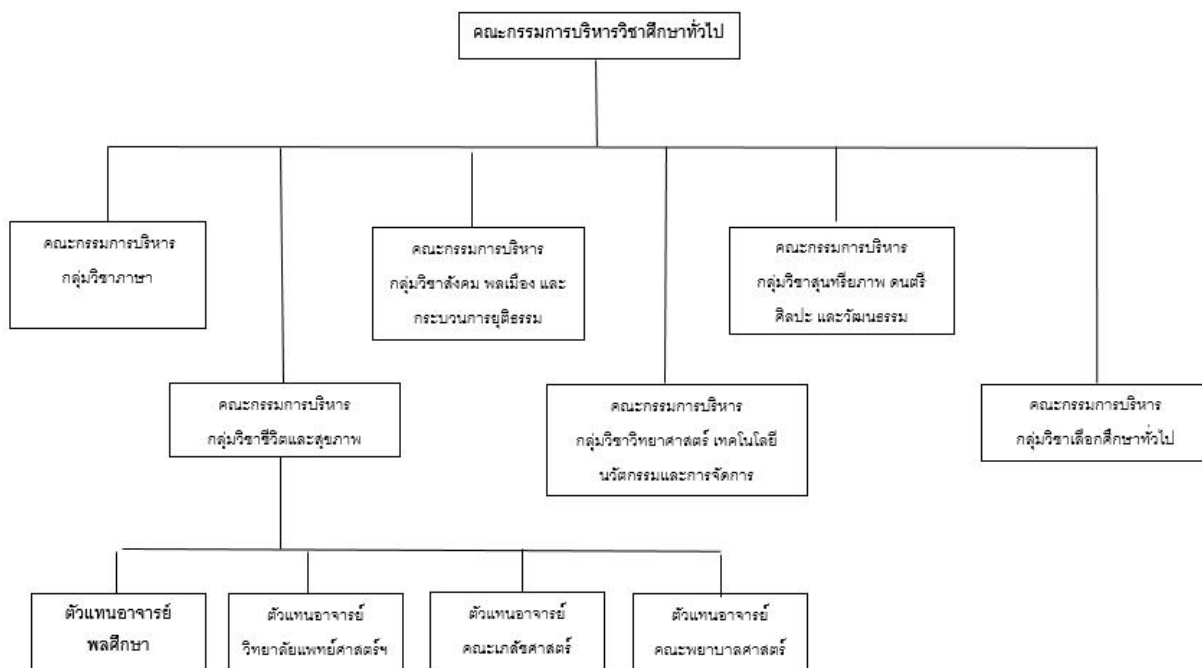 คณะกรรมการบริหารวิชาศึกษาทั่วไป
คณะกรรมการบริหาร
กลุ่มวิชาภาษา
คณะกรรมการบริหาร
กลุ่มวิชาสังคม พลเมือง และ
กระบวนการยุติธรรม
คณะกรรมการบริหาร
กลุ่มวิชาสุนทรียภาพ ดนตรี
ศิลปะ และวัฒนธรรม
คณะกรรมการบริหาร
กลุ่มวิชาชีวิตและสุขภาพ
คณะกรรมการบริหาร
กลุ่มวิชาวิทยาศาสตร์ เทคโนโลยี
นวัตกรรมและการจัดการ
คณะกรรมการบริหาร
กลุ่มวิชาเลือกศึกษาทั่วไป
ตัวแทนอาจารย์
พลศึกษา
ตัวแทนอาจารย์
วิทยาลัยแพทย์ศาสตร์ฯ
ตัวแทนอาจารย์
คณะเภสัชศาสตร์
ตัวแทนอาจารย์
คณะพยาบาลศาสตร์